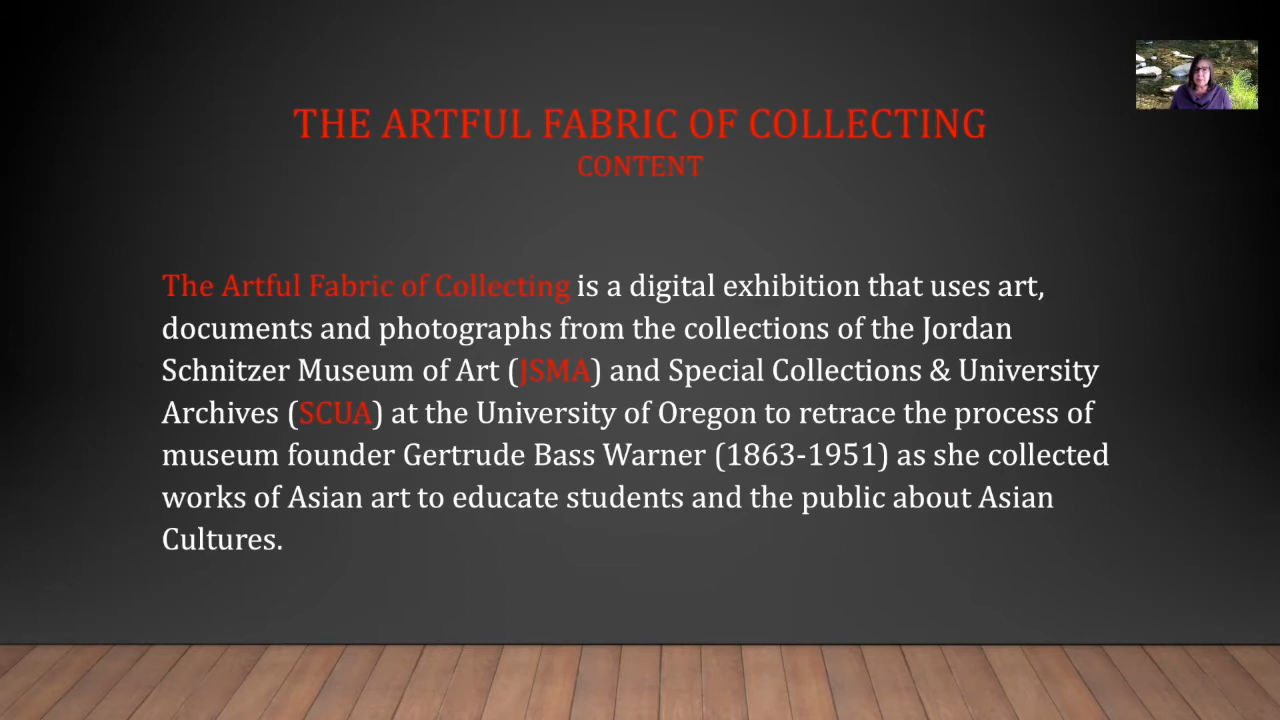 THE ARTFUL FABRIC OF COLLECTING
CONTENT
The Artful Fabric of Collecting is a digital exhibition that uses art,
documents and photographs from the collections of the Jordan
Schnitzer Museum of Art (JSMA) and Special Collections & University
Archives (SCUA) at the University of Oregon to retrace the process of
museum founder Gertrude Bass Warner (1863-1951) as she collected
works of Asian art to educate students and the public about Asian
Cultures.